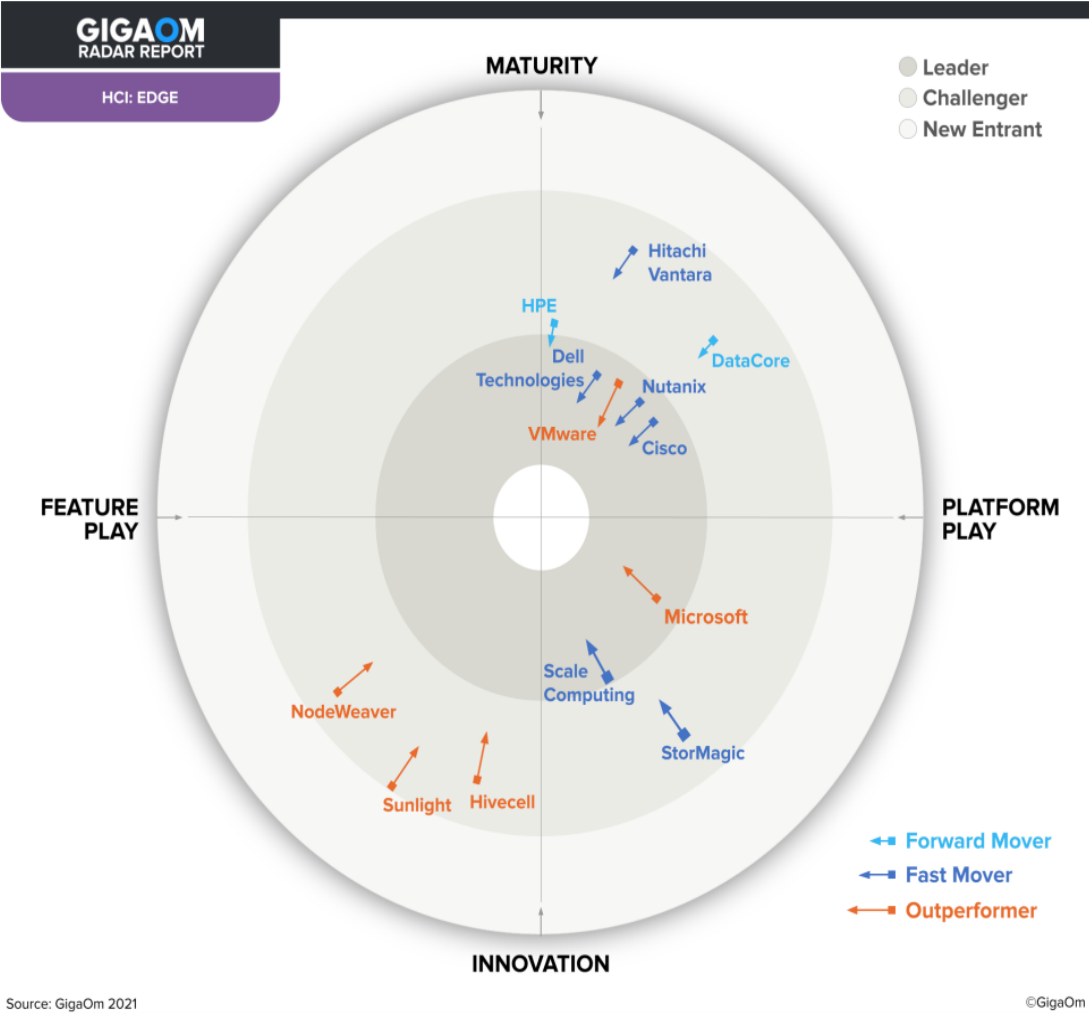 GIGAOM
RADAR REPORT
HCI: EDGE
MATURITY
Leader
Challenger
New Entrant
Hitachi
Vantara
HPE
DataCore
Dell
Technologies
Nutanix
VMware
Cisco
FEATURE
PLAY
PLATFORM
PLAY
Microsoft
Scale
Computing
NodeWeaver
StorMagic
Sunlight
Hivecell
Forward Mover
Fast Mover
Outperformer
INNOVATION
Source: GigaOm 2021
©GigaOm